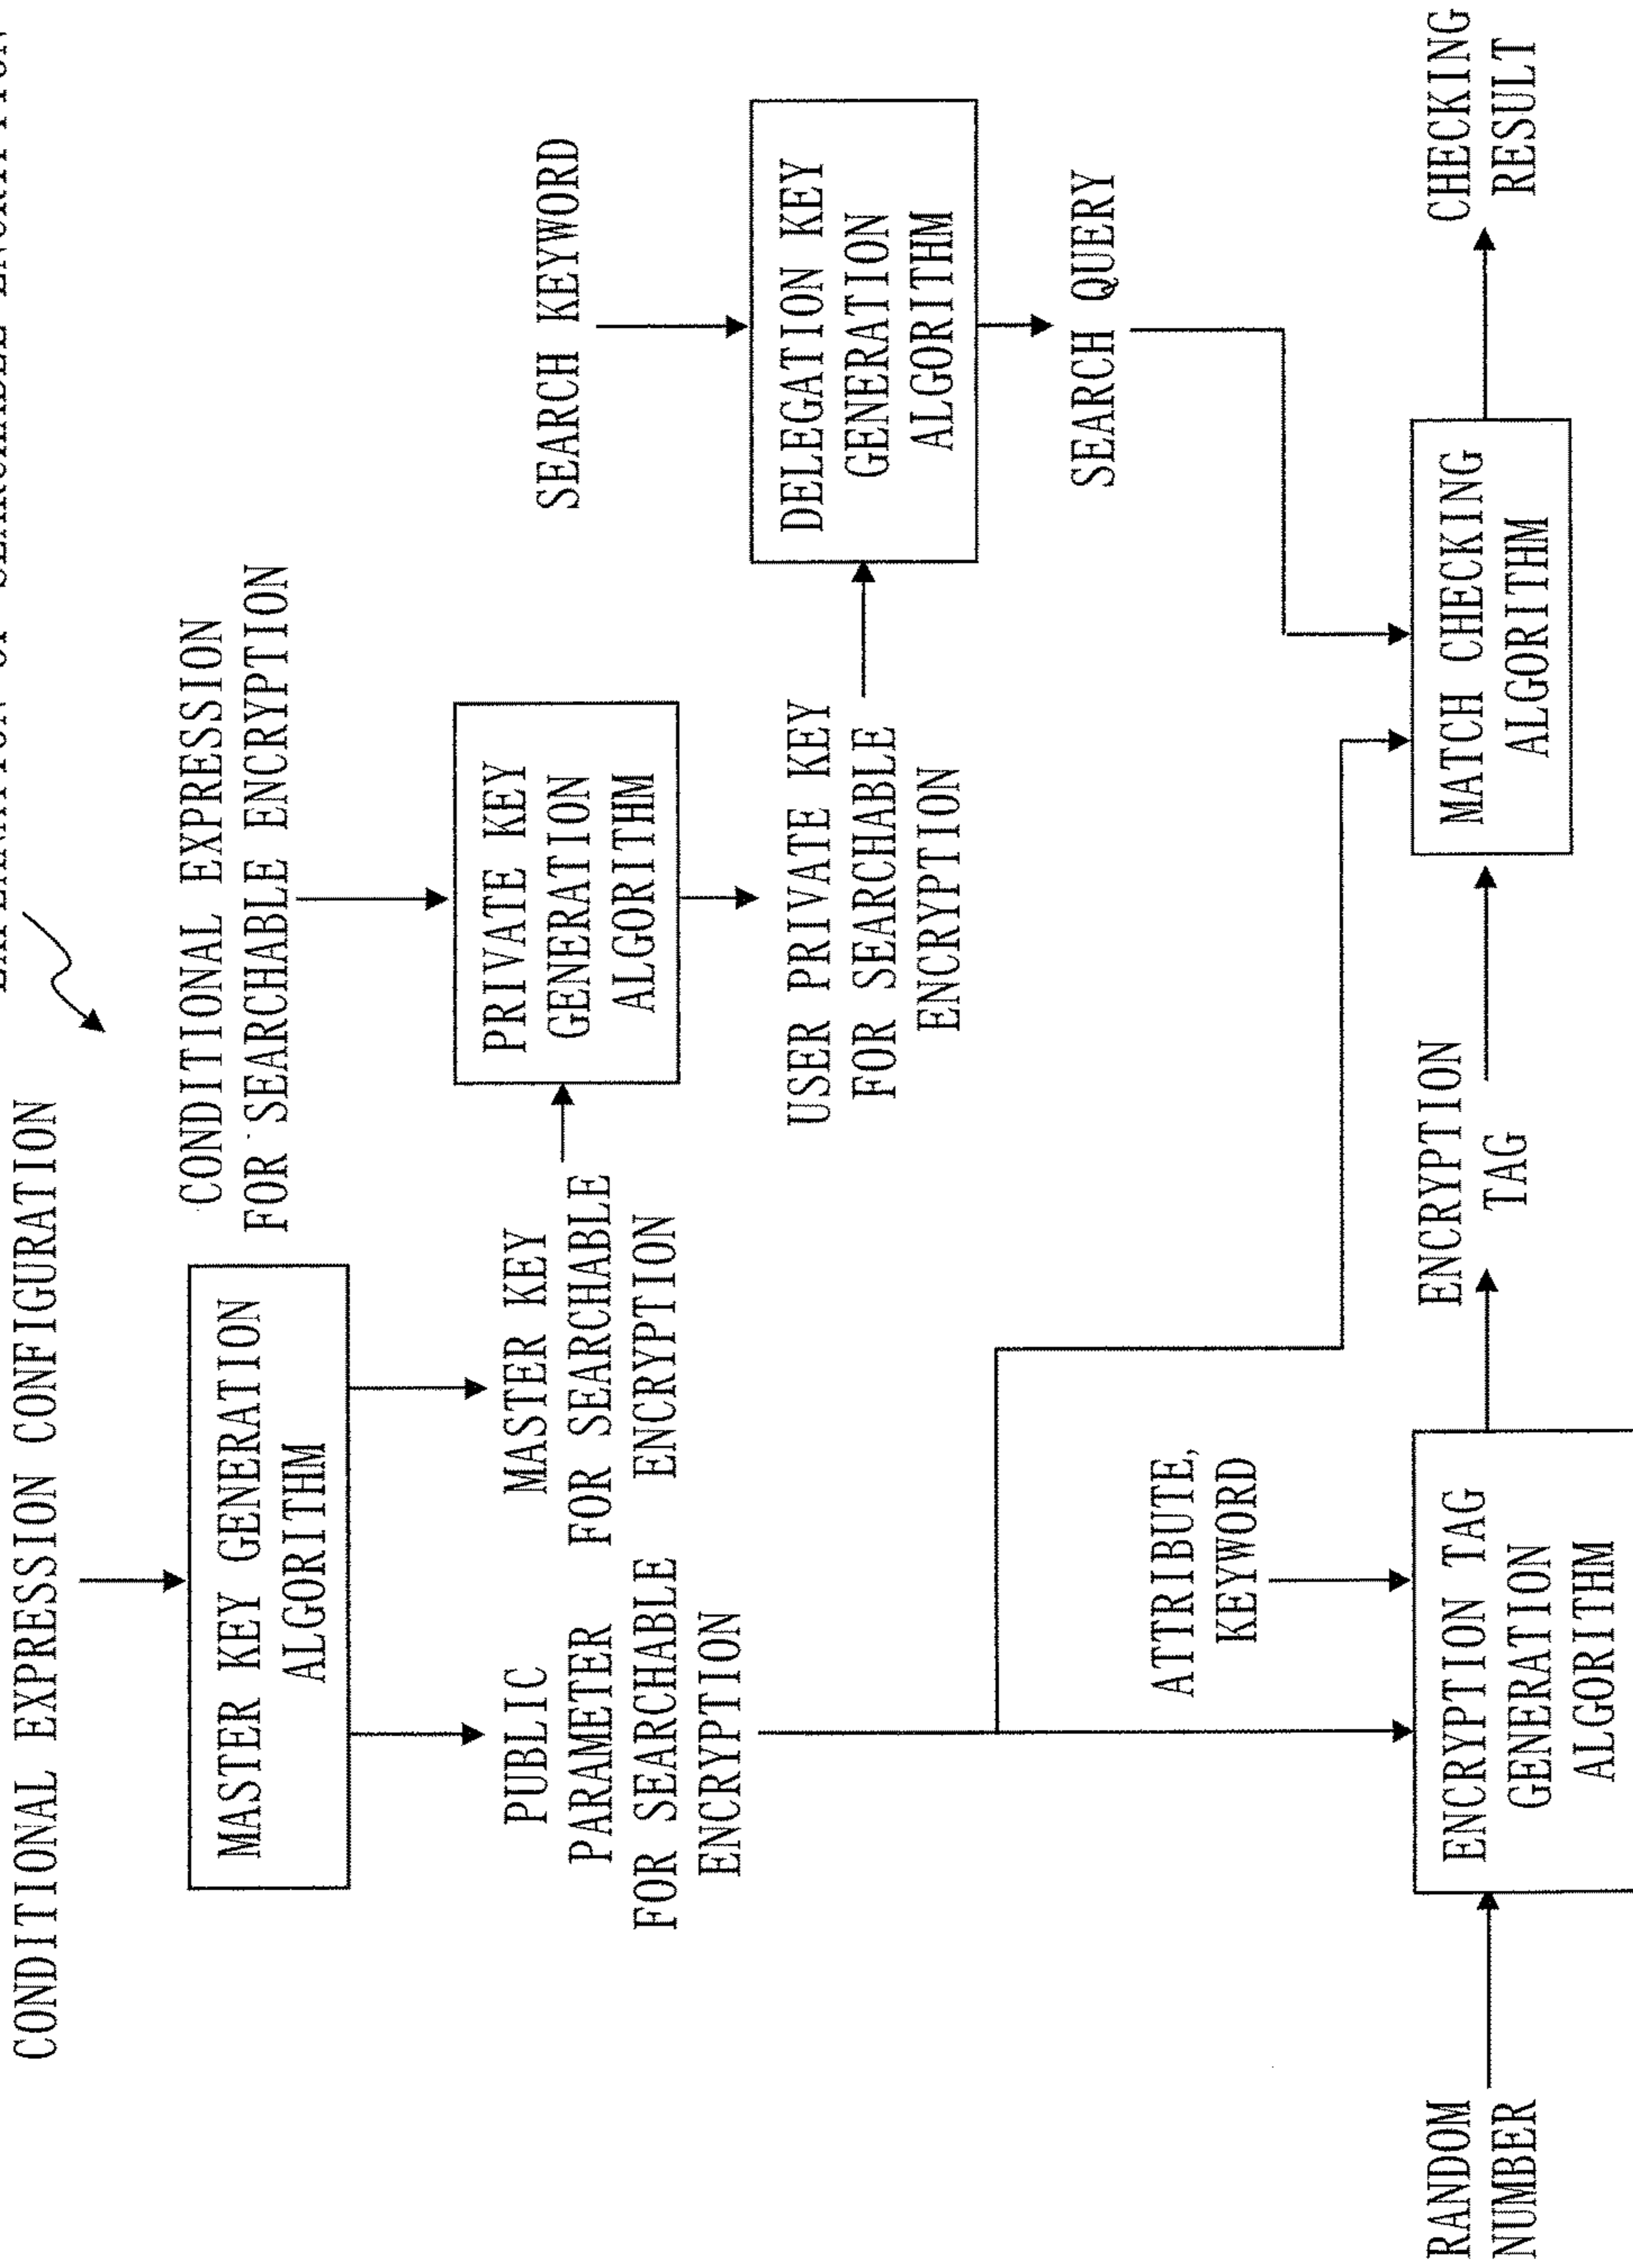 EXPLANATION OF SEARCHABLE ENCRYPTION
CONDITIONAL EXPRESSION CONFIGURATION
MASTER KEY GENERATION
ALGORITHM
CONDITIONAL EXPRESSION
FOR SEARCHABLE ENCRYPTION
PUBLIC
PARAMETER
FOR SEARCHABLE
ENCRYPTION
MASTER KEY
FOR SEARCHABLE
ENCRYPTION
PRIVATE KEY
GENERATION
ALGORITHM
SEARCH KEYWORD
USER PRIVATE KEY
FOR SEARCHABLE
ENCRYPTION
DELEGATION KEY
GENERATION
ALGORITHM
SEARCH QUERY
ATTRIBUTE,
KEYWORD
RANDOM
NUMBER
ENCRYPTION TAG
GENERATION
ALGORITHM
ENCRYPTION
TAG
MATCH CHECKING
ALGORITHM
CHECKING
RESULT